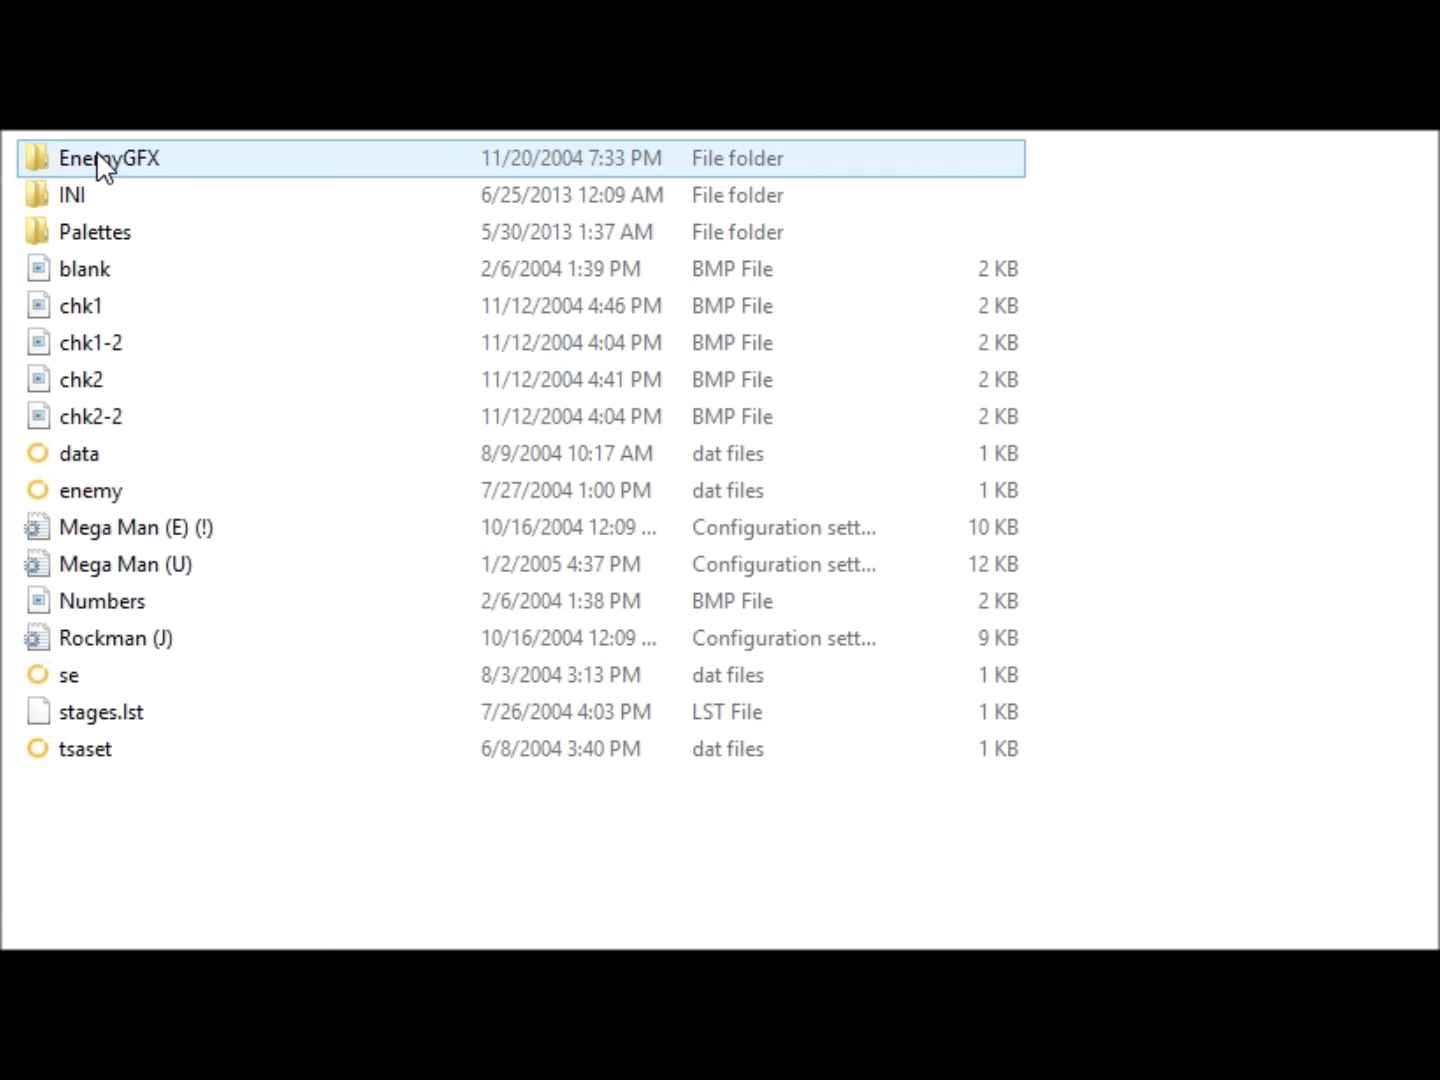 EnemyGFX 11/20/2004 7:33 PM File folder
INI 6/25/2013 12:09 AM File folder
Palettes 5/30/2013 1:37 AM File folder
blank 2/6/2004 1:39 PM BMP File 2 KB
chk1 11/12/2004 4:46 PM BMP File 2 KB
chk1-2 11/12/2004 4:04 PM BMP File 2 KB
chk2 11/12/2004 4:41 PM BMP File 2 KB
chk2-2 11/12/2004 4:04 PM BMP File 2 KB
data 8/9/2004 10:17 AM dat files 1 KB
enemy 7/27/2004 1:00 PM dat files 1 KB
Mega Man (E) (!) 10/16/2004 12:09 ... Configuration sett... 10 KB
Mega Man (U) 1/2/2005 4:37 PM Configuration sett... 12 KB
Numbers 2/6/2004 1:38 PM BMP File 2 KB
Rockman (J) 10/16/2004 12:09 ... Configuration sett... 9 KB
se 8/3/2004 3:13 PM dat files 1 KB
stages.lst 7/26/2004 4:03 PM LST File 1 KB
tsaset 6/8/2004 3:40 PM dat files 1 KB